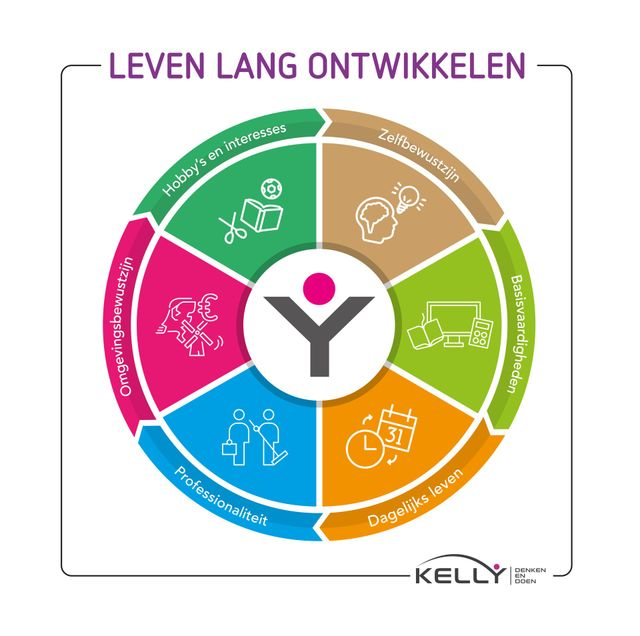 LEVEN LANG ONTWIKKELEN
Hobby's en interesses
Zelfbewustzijn
Omgevingsbewustzijn
Basisvaardigheden
31
Professionaliteit
Dagelijks leven
KELLY
DENKEN
EN
DOEN